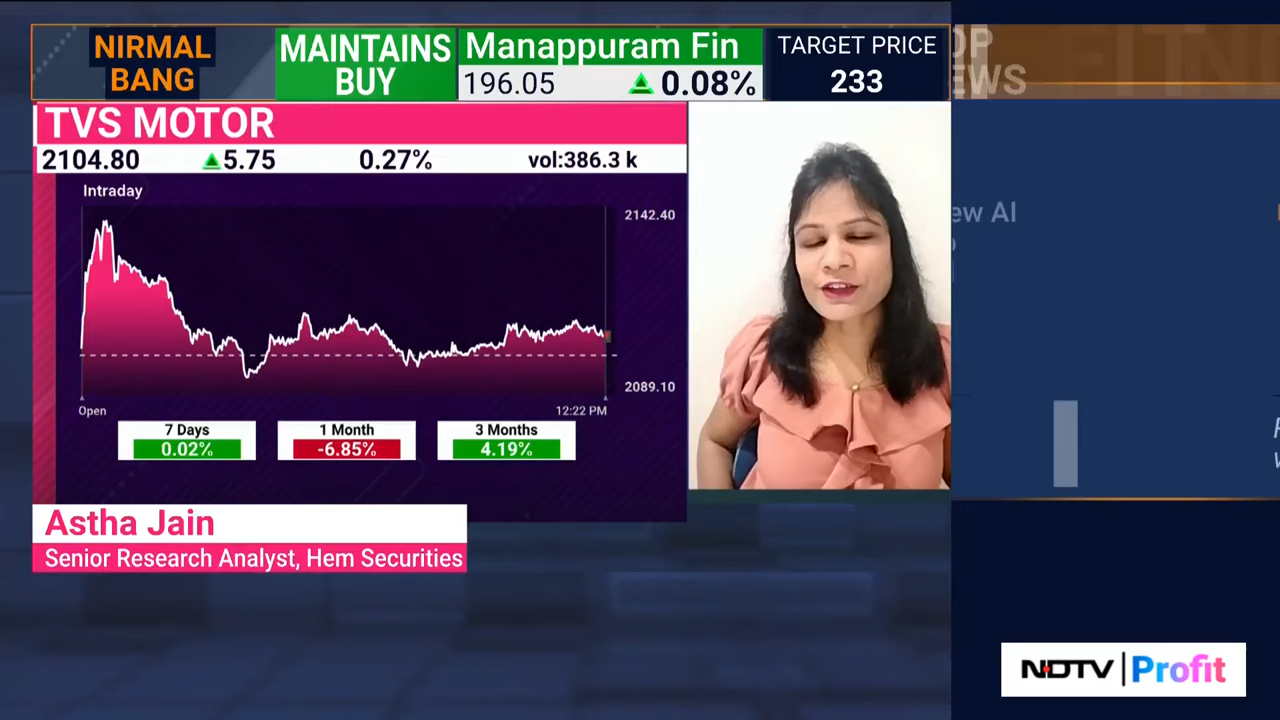 NIRMAL
BANG
MAINTAINS
BUY
Manappuram Fin
196.05 0.08%
TARGET PRICE
233
TVS MOTOR
2104.80 5.75 0.27% vol:386.3 k
Intraday
2142.40
2089.10
Open 12:22 PM
7 Days
0.02%
1 Month
-6.85%
3 Months
4.19%
Astha Jain
Senior Research Analyst, Hem Securities
AI
NDTV Profit